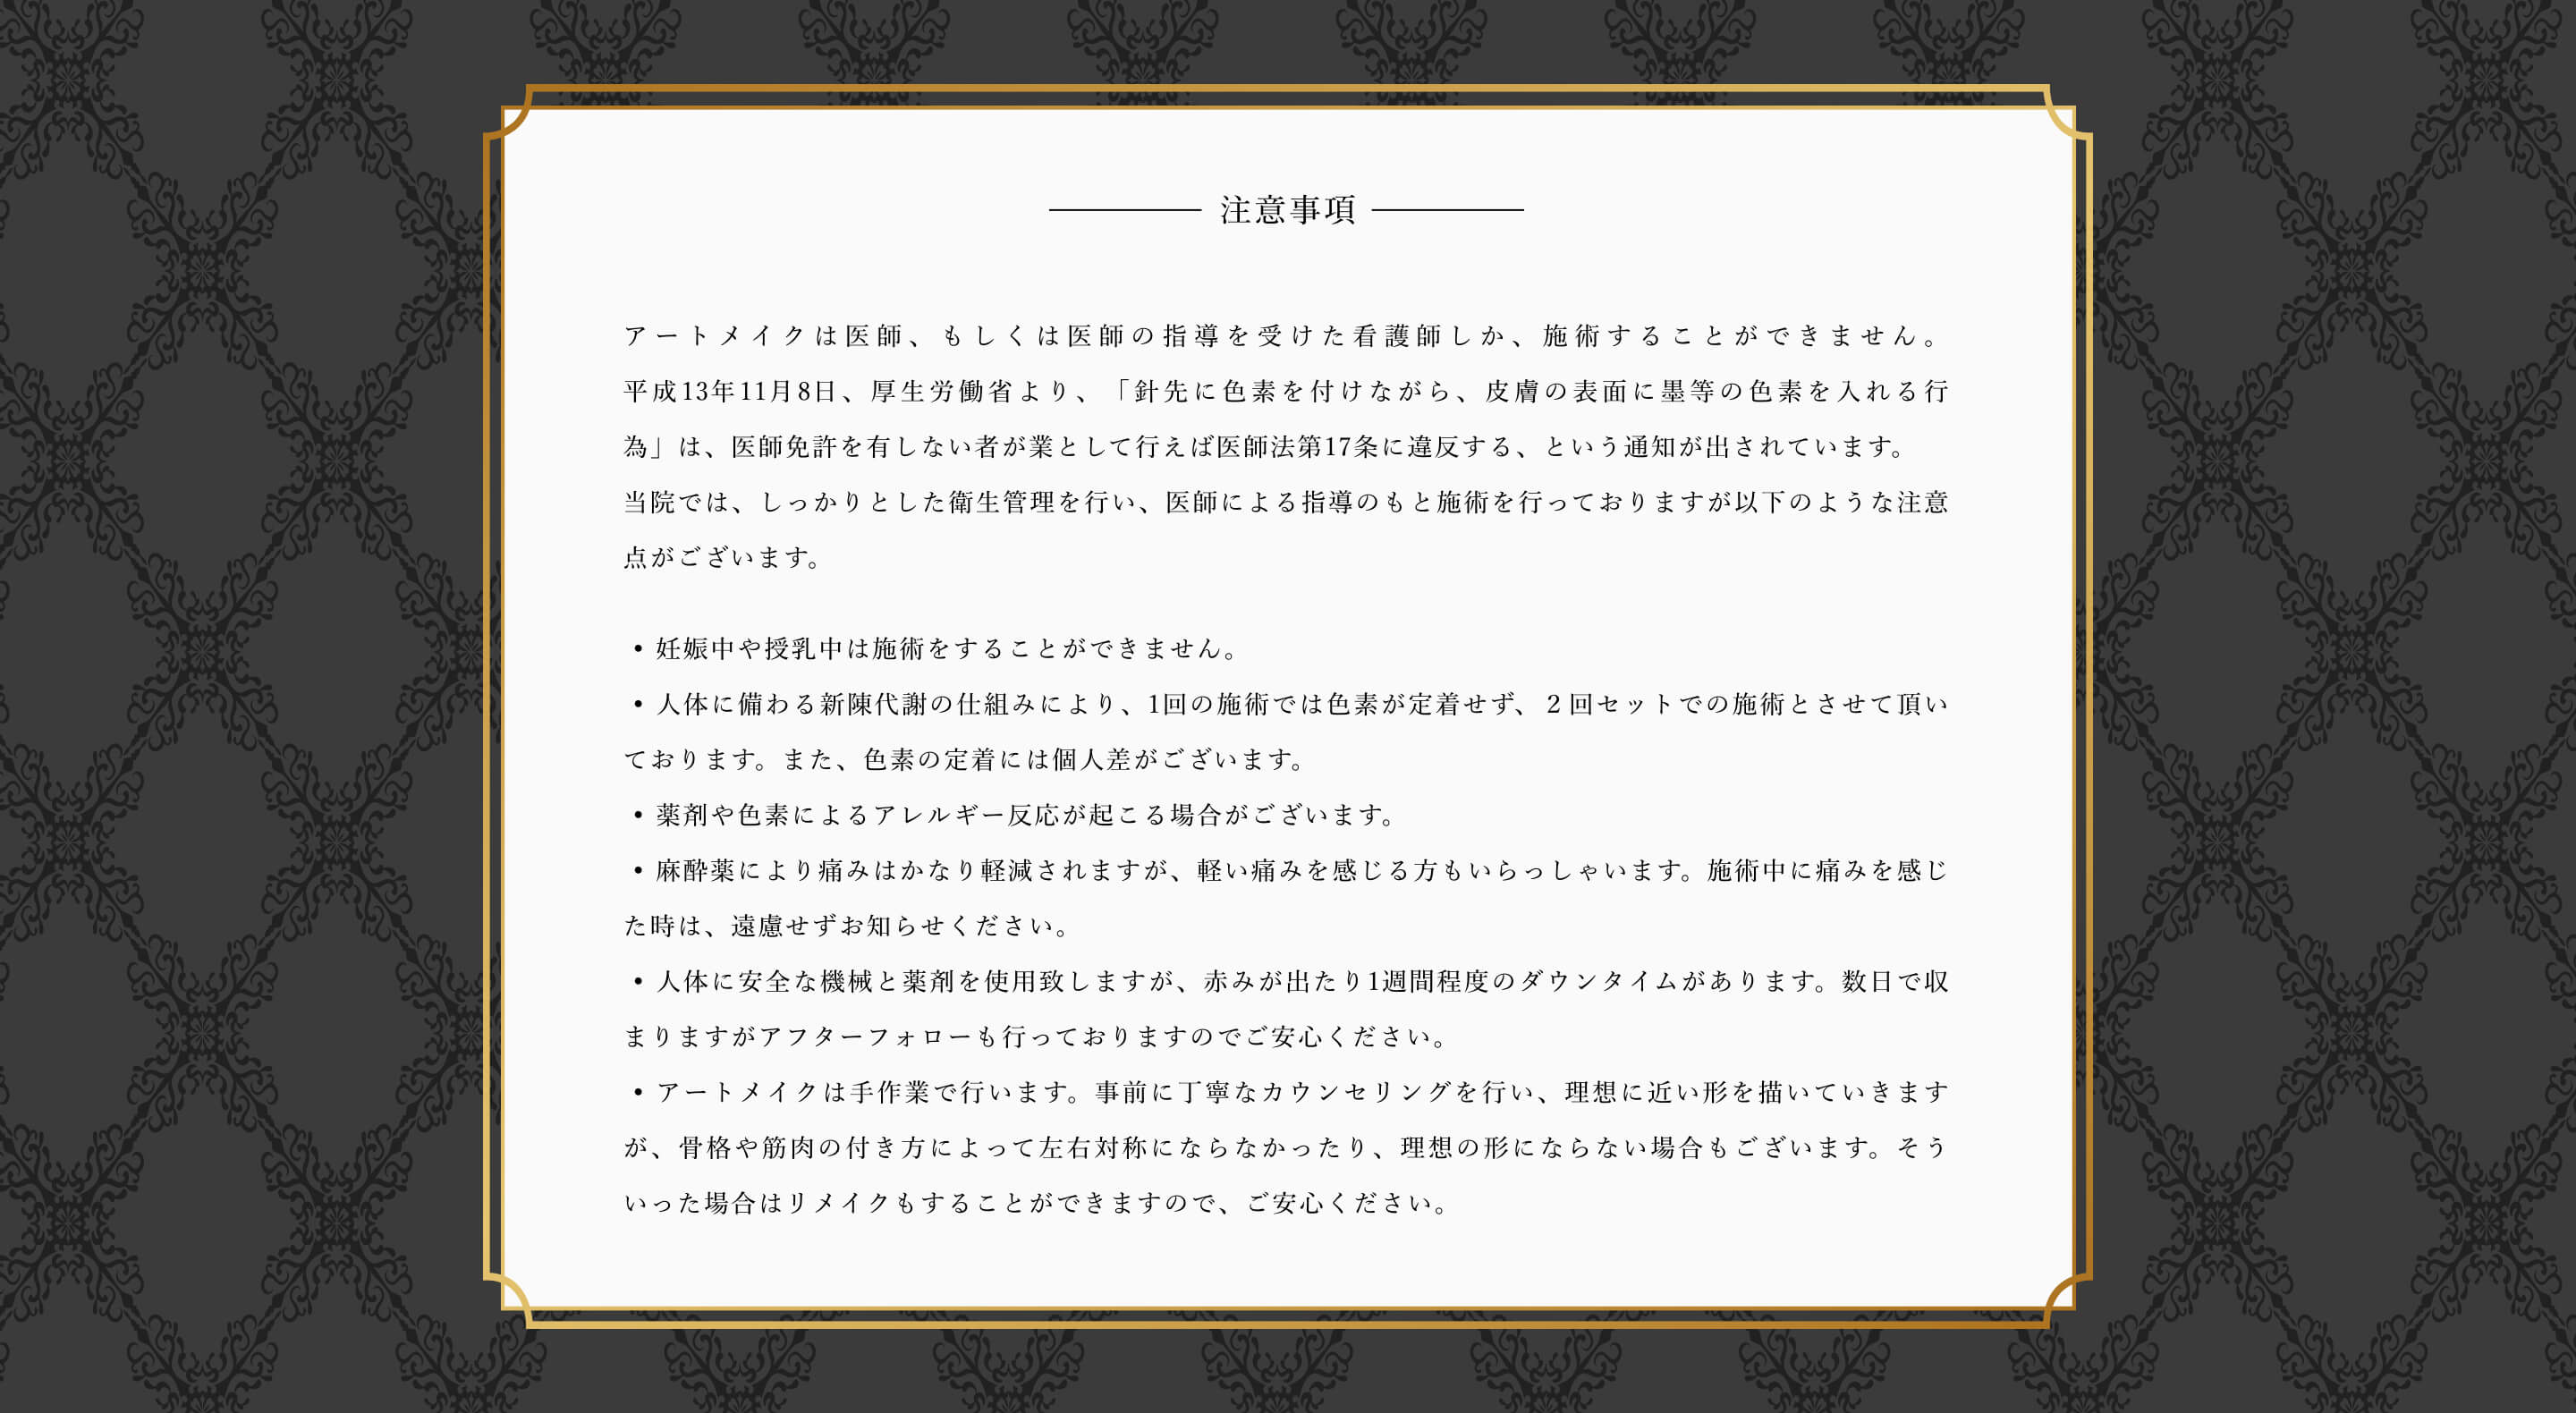 注意事項
アートメイクは医師、もしくは医師の指導を受けた看護師しか、施術することができません。
平成13年11月8日、厚生労働省より、「針先に色素を付けながら、皮膚の表面に墨等の色素を入れる行
為」は、医師免許を有しない者が業として行えば医師法第17条に違反する、という通知が出されています。
当院では、しっかりとした衛生管理を行い、医師による指導のもと施術を行っておりますが以下のような注意
点がございます。
・妊娠中や授乳中は施術をすることができません。
・人体に備わる新陳代謝の仕組みにより、1回の施術では色素が定着せず、２回セットでの施術とさせて頂い
ております。また、色素の定着には個人差がございます。
・薬剤や色素によるアレルギー反応が起こる場合がございます。
・麻酔薬により痛みはかなり軽減されますが、軽い痛みを感じる方もいらっしゃいます。施術中に痛みを感じ
た時は、遠慮せずお知らせください。
・人体に安全な機械と薬剤を使用致しますが、赤みが出たり1週間程度のダウンタイムがあります。数日で収
まりますがアフターフォローも行っておりますのでご安心ください。
・アートメイクは手作業で行います。事前に丁寧なカウンセリングを行い、理想に近い形を描いていきます
が、骨格や筋肉の付き方によって左右対称にならなかったり、理想の形にならない場合もございます。そう
いった場合はリメイクもすることができますので、ご安心ください。